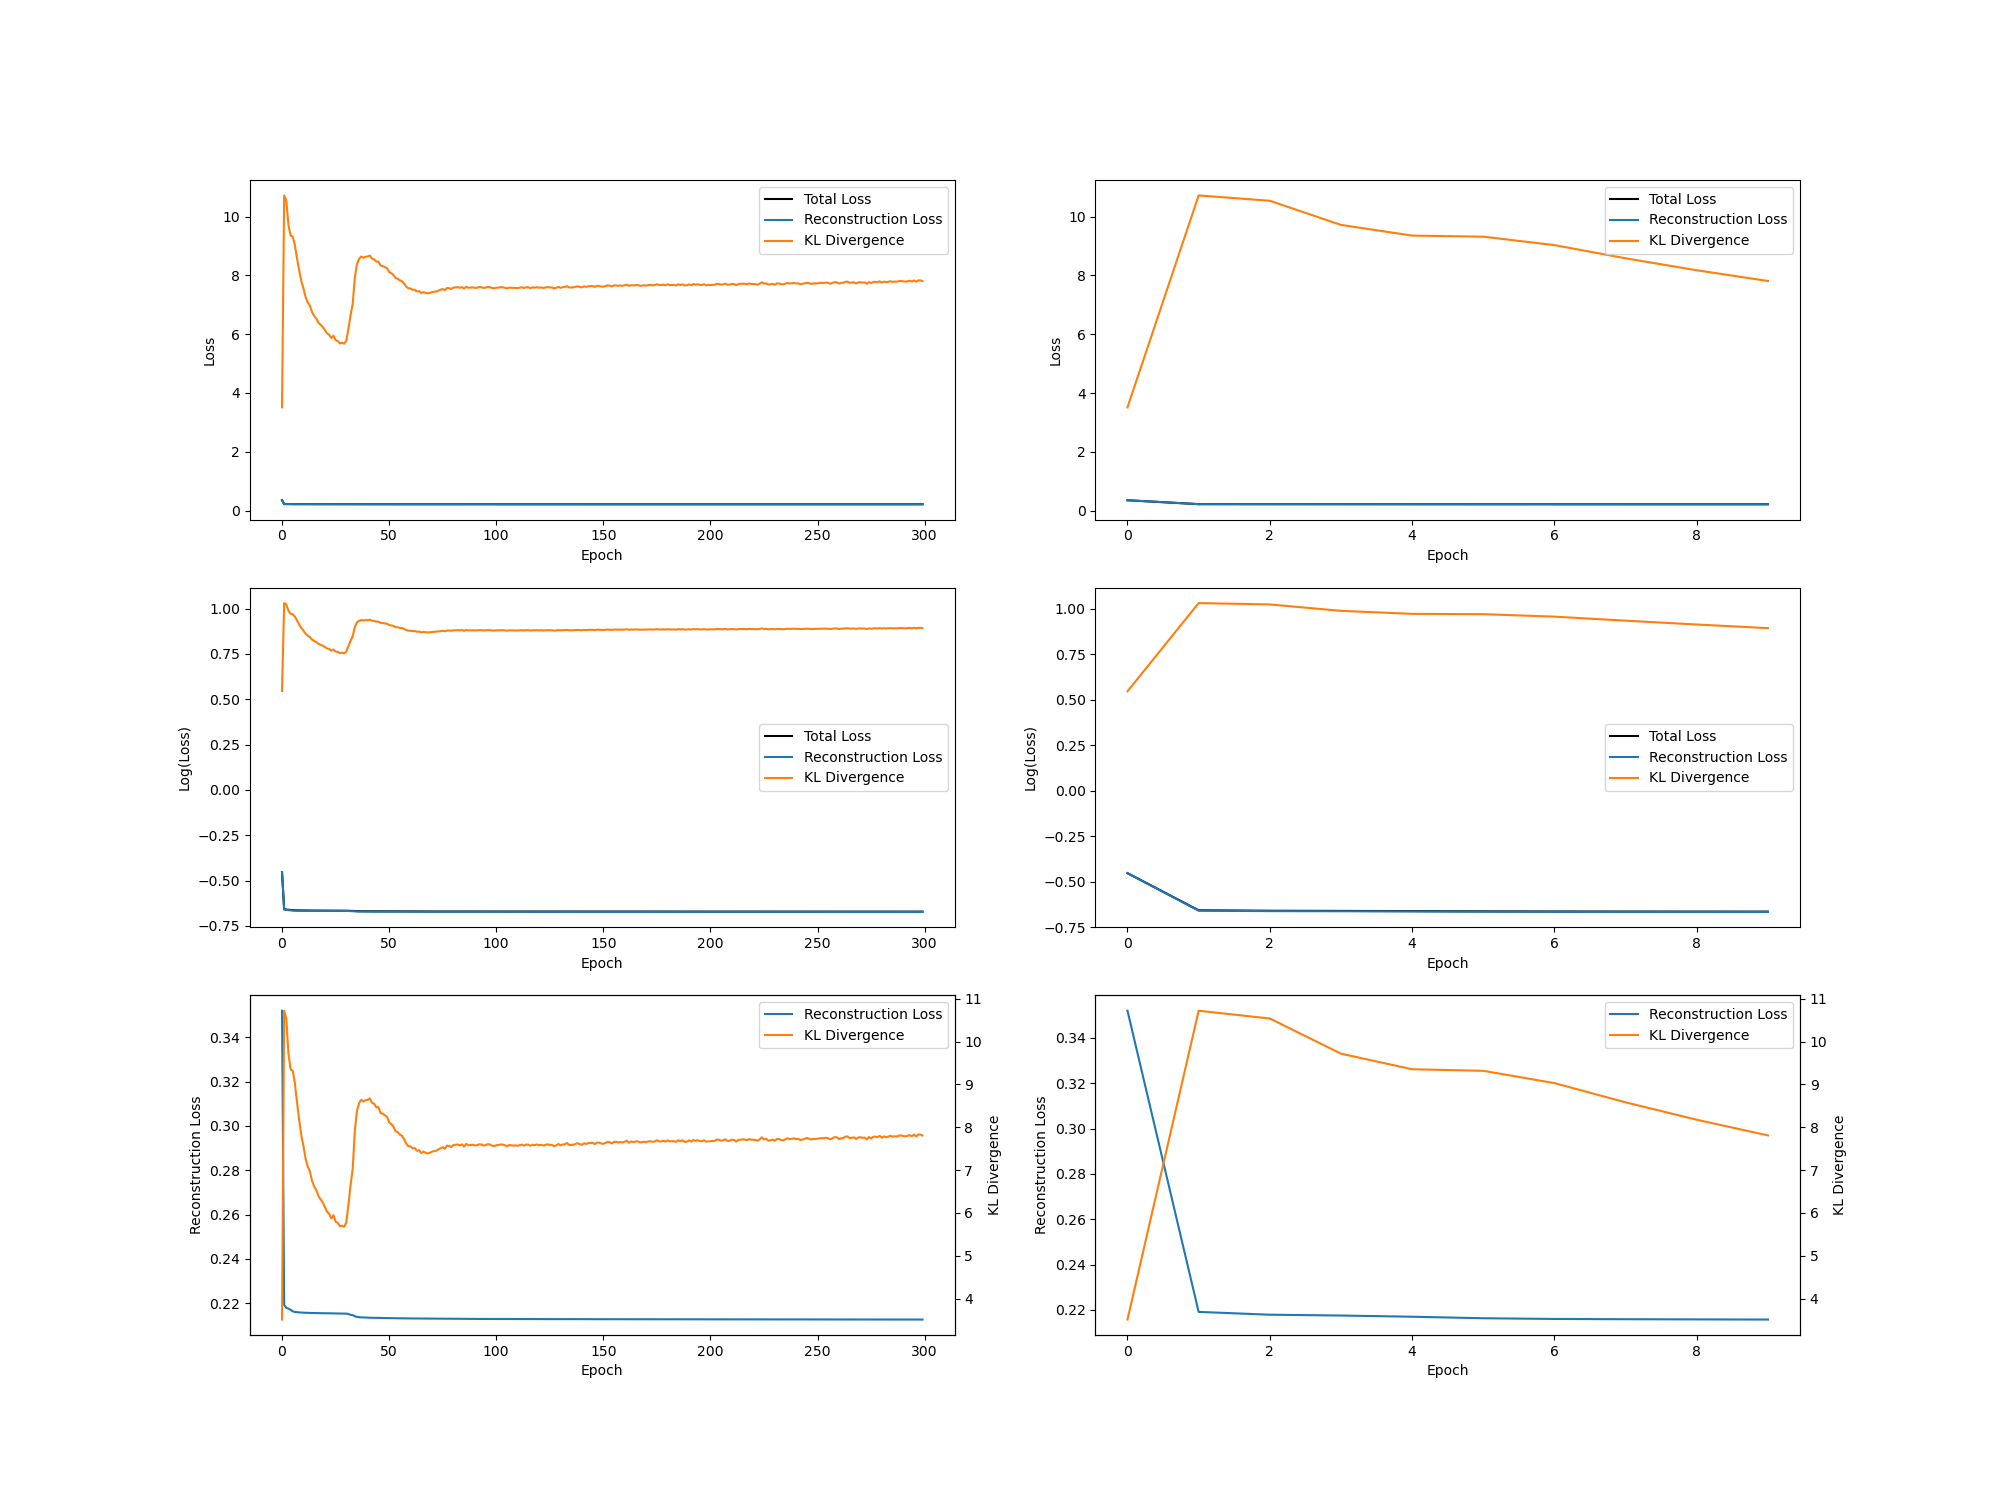 Total Loss
Reconstruction Loss
KL Divergence
10
8
6
4
2
0
Loss
0 50 100 150 200 250 300
Epoch
Total Loss
Reconstruction Loss
KL Divergence
10
8
6
4
2
0
Loss
0 2 4 6 8
Epoch
1.00
0.75
0.50
0.25
0.00
−0.25
−0.50
−0.75
Log(Loss)
Total Loss
Reconstruction Loss
KL Divergence
0 50 100 150 200 250 300
Epoch
1.00
0.75
0.50
0.25
0.00
−0.25
−0.50
−0.75
Log(Loss)
Total Loss
Reconstruction Loss
KL Divergence
0 2 4 6 8
Epoch
Reconstruction Loss
KL Divergence
0.34
0.32
0.30
0.28
0.26
0.24
0.22
Reconstruction Loss
11
10
9
8
7
6
5
4
KL Divergence
0 50 100 150 200 250 300
Epoch
Reconstruction Loss
KL Divergence
0.34
0.32
0.30
0.28
0.26
0.24
0.22
Reconstruction Loss
11
10
9
8
7
6
5
4
KL Divergence
0 2 4 6 8
Epoch